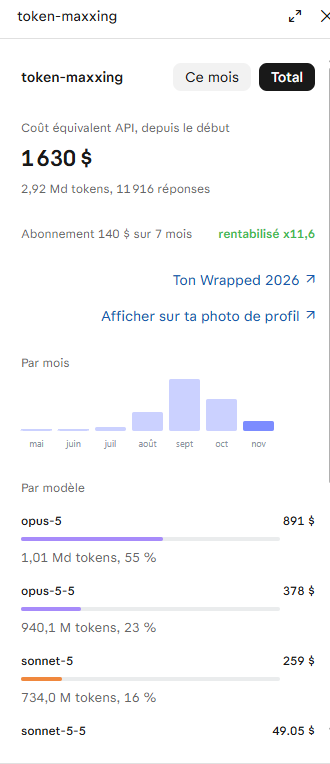 token-maxxing
token-maxxing
Ce mois
Total
Coût équivalent API, depuis le début
1 630 $
2,92 Md tokens, 11 916 réponses
Abonnement 140 $ sur 7 mois
rentabilisé x11,6
Ton Wrapped 2026 ↗
Afficher sur ta photo de profil ↗
Par mois
mai juin juil août sept oct nov
Par modèle
opus-5 891 $
1,01 Md tokens, 55 %
opus-5-5 378 $
940,1 M tokens, 23 %
sonnet-5 259 $
734,0 M tokens, 16 %
sonnet-5-5 49.05 $